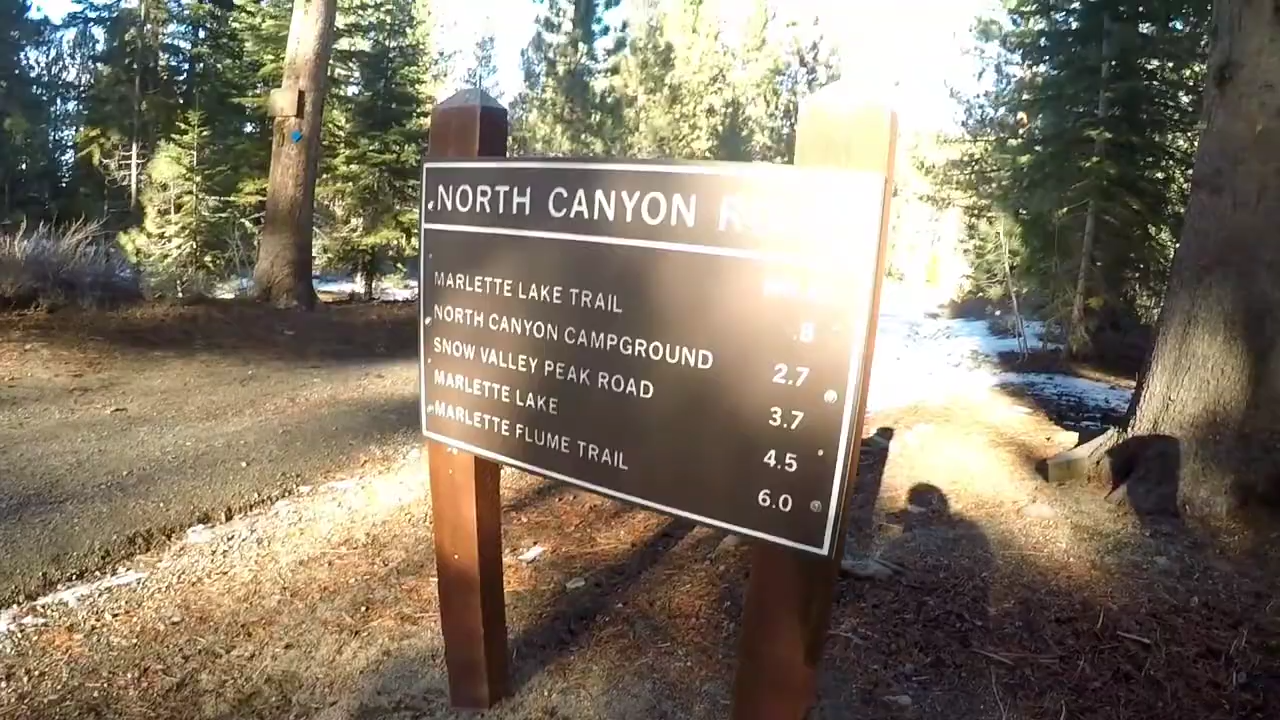 NORTH CANYON
MARLETTE LAKE TRAIL .8
NORTH CANYON CAMPGROUND 2.7
SNOW VALLEY PEAK ROAD 3.7
MARLETTE LAKE 4.5
MARLETTE FLUME TRAIL 6.0